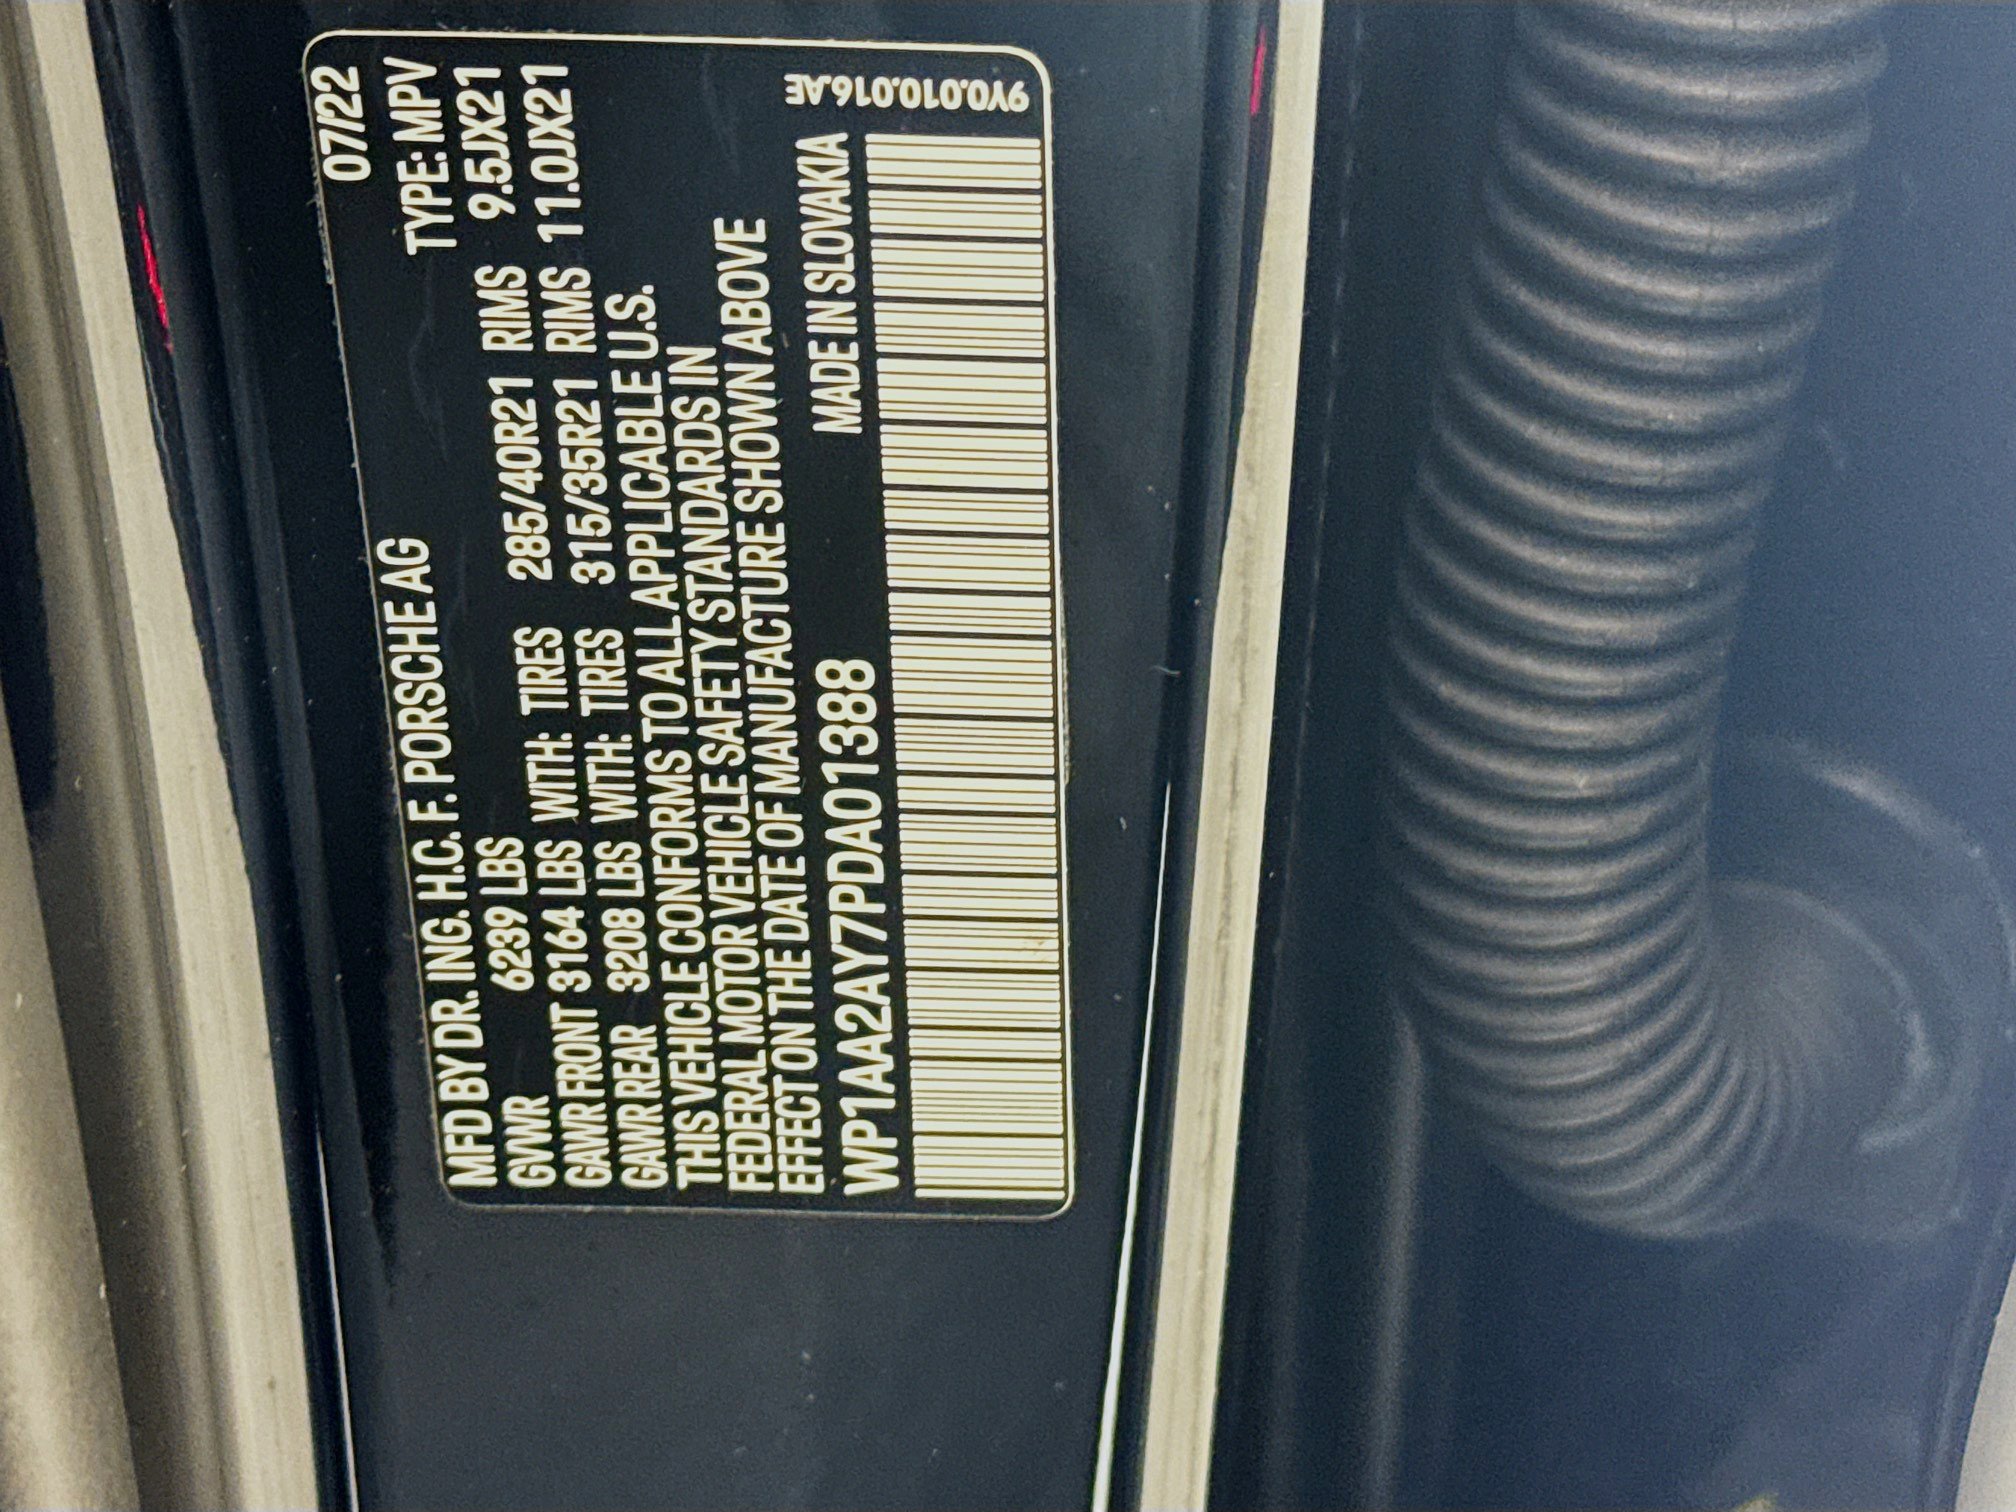 07/22
MFD BY DR. ING. H.C. F. PORSCHE AG TYPE: MPV
GVWR 6239 LBS 285/40R21 RIMS 9.5JX21
GAWR FRONT 3164 LBS WITH: TIRES 315/35R21 RIMS 11.0JX21
GAWR REAR 3208 LBS WITH: TIRES
THIS VEHICLE CONFORMS TO ALL APPLICABLE U.S.
FEDERAL MOTOR VEHICLE SAFETY STANDARDS IN
EFFECT ON THE DATE OF MANUFACTURE SHOWN ABOVE
WP1AA2AY7PDA01388 MADE IN SLOVAKIA
9Y0.010.016.AE